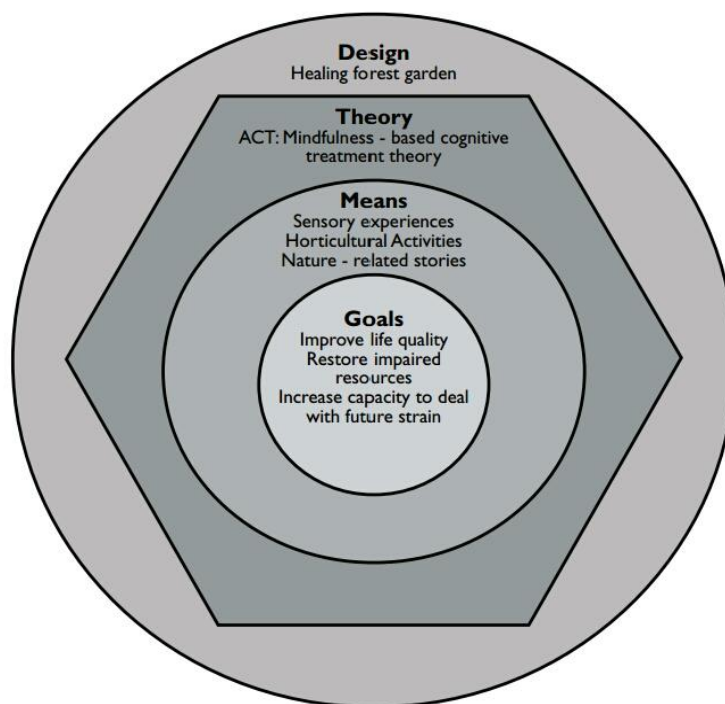 Design
Healing forest garden
Theory
ACT: Mindfulness - based cognitive
treatment theory
Means
Sensory experiences
Horticultural Activities
Nature - related stories
Goals
Improve life quality
Restore impaired
resources
Increase capacity to deal
with future strain